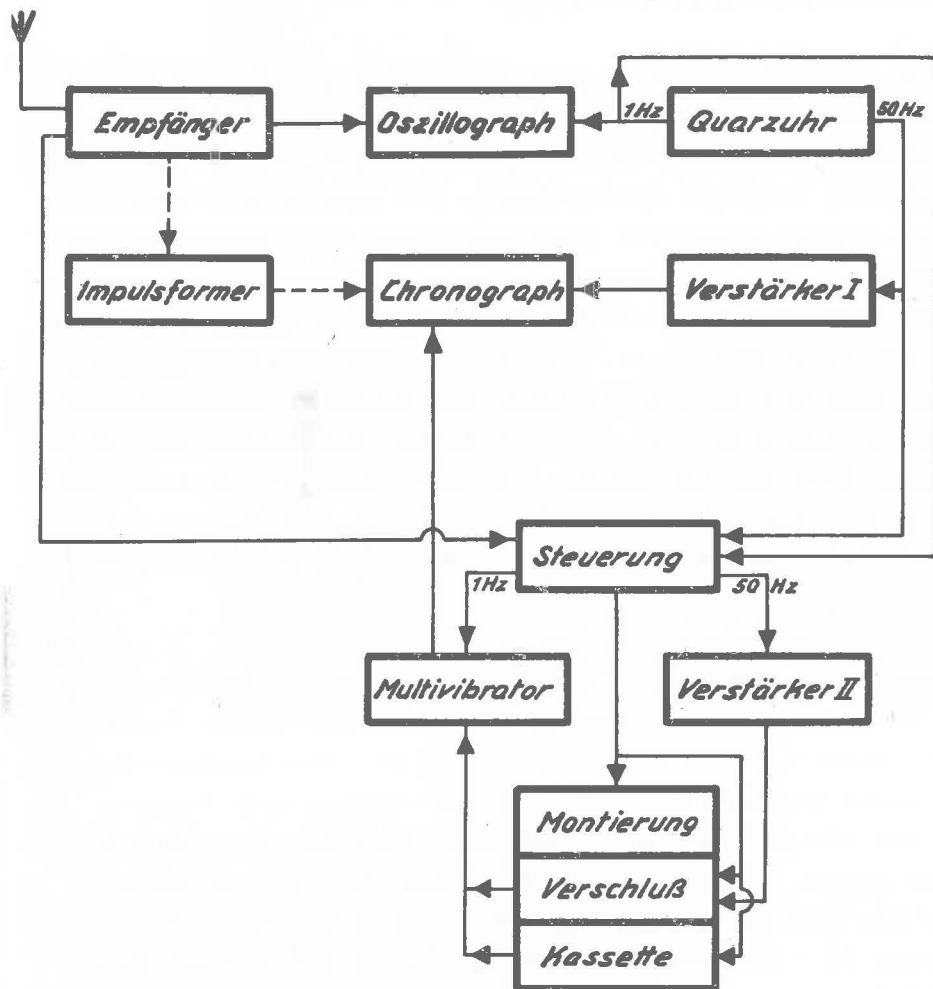 Empfänger
Oszillograph
1Hz
Quarzuhr
50Hz
Impulsformer
Chronograph
Verstärker I
Steuerung
1Hz
50 Hz
Multivibrator
Verstärker II
Montierung
Verschluß
Kassette